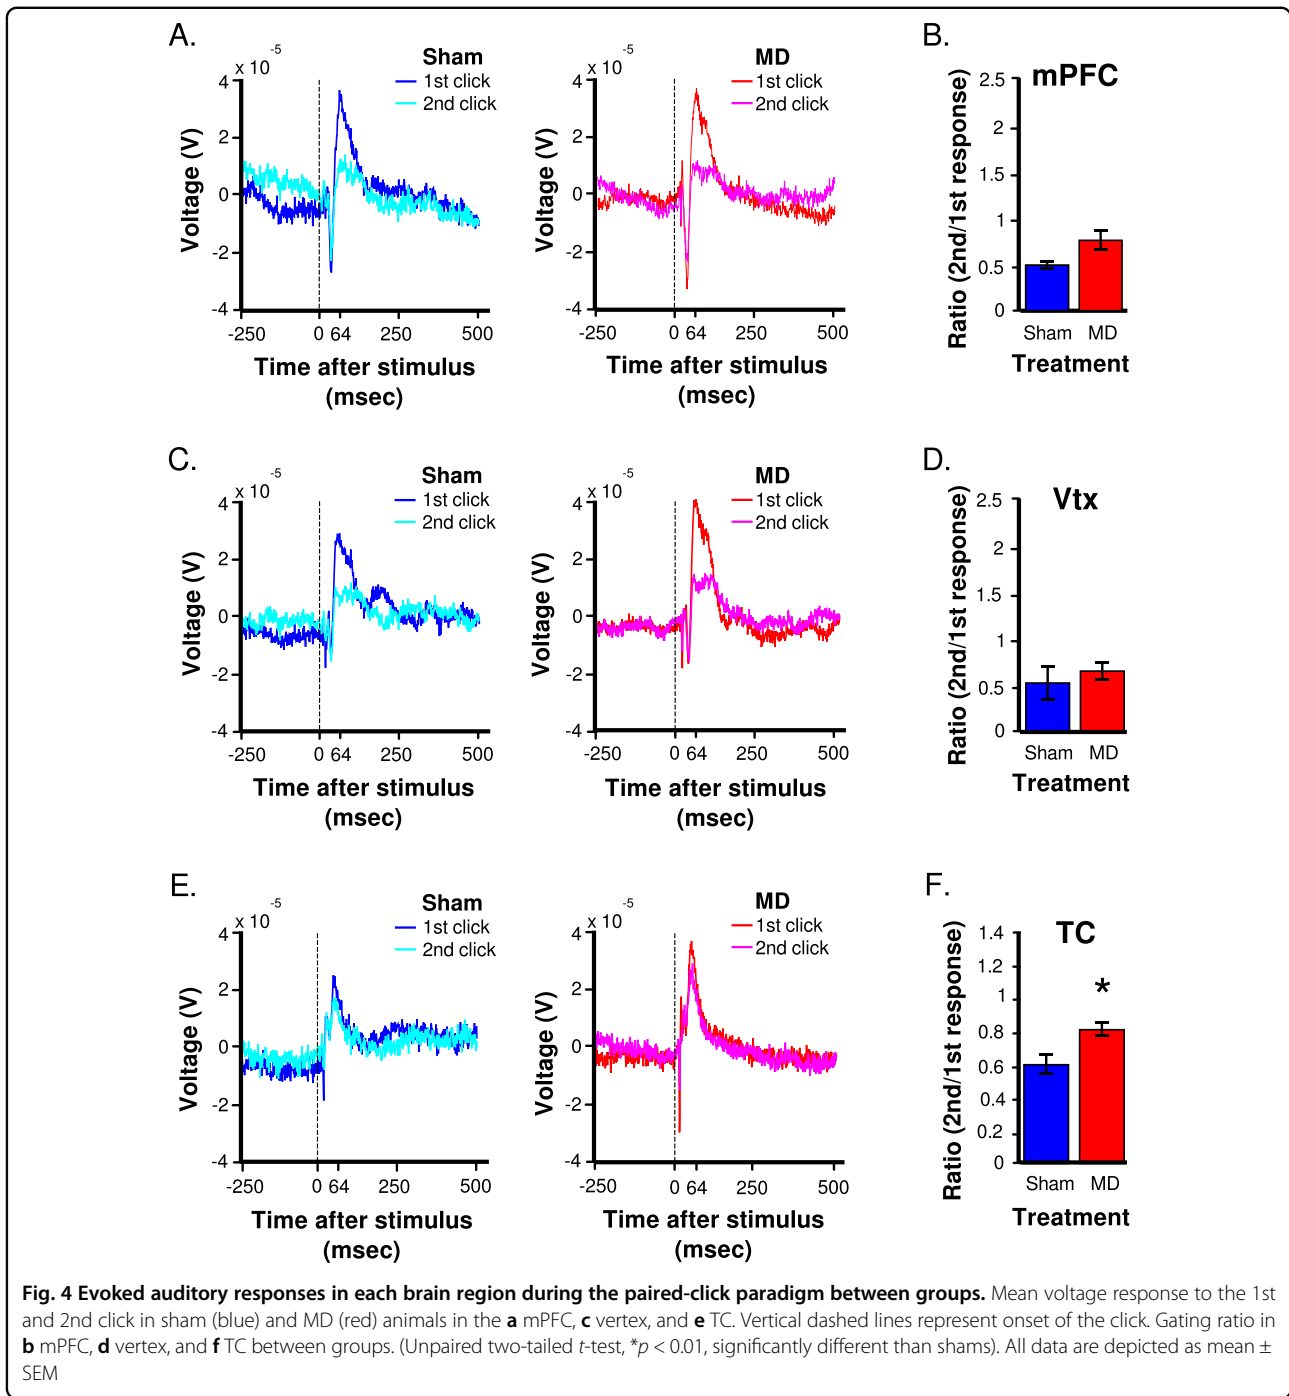 A.
x 10 -5
Sham
1st click
2nd click
4
2
0
-2
-4
Voltage (V)
-250 0 64 250 500
Time after stimulus
(msec)
MD
1st click
2nd click
x 10 -5
4
2
0
-2
-4
Voltage (V)
-250 0 64 250 500
Time after stimulus
(msec)
B.
mPFC
2.5
2
1.5
1
0.5
0
Ratio (2nd/1st response)
Sham MD
Treatment
C.
x 10 -5
Sham
1st click
2nd click
4
2
0
-2
-4
Voltage (V)
-250 0 64 250 500
Time after stimulus
(msec)
MD
1st click
2nd click
x 10 -5
4
2
0
-2
-4
Voltage (V)
-250 0 64 250 500
Time after stimulus
(msec)
D.
Vtx
2.5
2
1.5
1
0.5
0
Ratio (2nd/1st response)
Sham MD
Treatment
E.
x 10 -5
Sham
1st click
2nd click
4
2
0
-2
-4
Voltage (V)
-250 0 64 250 500
Time after stimulus
(msec)
MD
1st click
2nd click
x 10 -5
4
2
0
-2
-4
Voltage (V)
-250 0 64 250 500
Time after stimulus
(msec)
F.
TC
*
1.4
1.2
1
0.8
0.6
0.4
0.2
0
Ratio (2nd/1st response)
Sham MD
Treatment
Fig. 4 Evoked auditory responses in each brain region during the paired-click paradigm between groups. Mean voltage response to the 1st
and 2nd click in sham (blue) and MD (red) animals in the a mPFC, c vertex, and e TC. Vertical dashed lines represent onset of the click. Gating ratio in
b mPFC, d vertex, and f TC between groups. (Unpaired two-tailed t-test, *p < 0.01, significantly different than shams). All data are depicted as mean ±
SEM